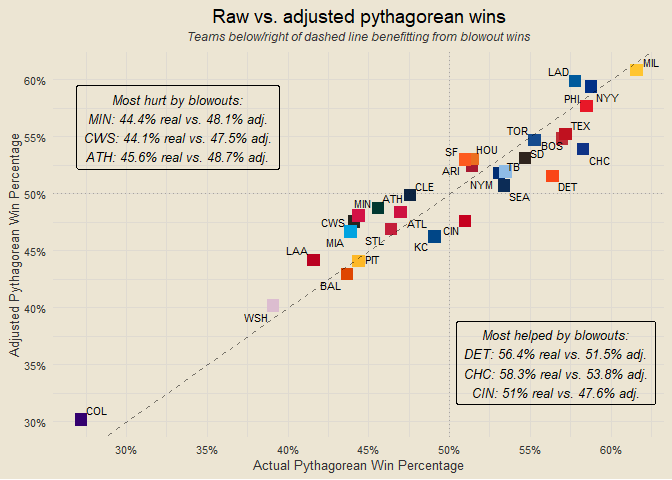 Raw vs. adjusted pythagorean wins
Teams below/right of dashed line benefitting from blowout wins
Adjusted Pythagorean Win Percentage
60%
55%
50%
45%
40%
35%
30%
Most hurt by blowouts:
MIN: 44.4% real vs. 48.1% adj.
CWS: 44.1% real vs. 47.5% adj.
ATH: 45.6% real vs. 48.7% adj.
MIL
LAD
PHI
NYY
TOR
TEX
BOS
SF
HOU
SD
CHC
ARI
TB
NYM
DET
CLE
SEA
MIN
ATH
CWS
ATL
CIN
MIA
STL
KC
LAA
PIT
BAL
WSH
COL
Most helped by blowouts:
DET: 56.4% real vs. 51.5% adj.
CHC: 58.3% real vs. 53.8% adj.
CIN: 51% real vs. 47.6% adj.
30%
35%
40%
45%
50%
55%
60%
Actual Pythagorean Win Percentage